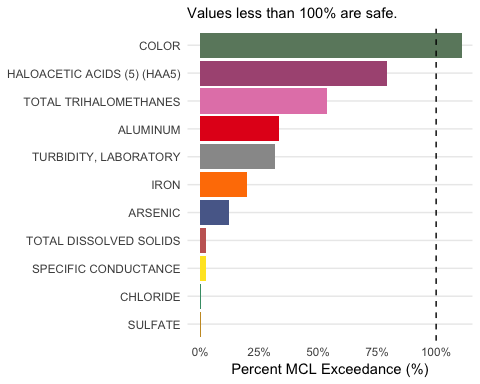 Values less than 100% are safe.
COLOR
HALOACETIC ACIDS (5) (HAA5)
TOTAL TRIHALOMETHANES
ALUMINUM
TURBIDITY, LABORATORY
IRON
ARSENIC
TOTAL DISSOLVED SOLIDS
SPECIFIC CONDUCTANCE
CHLORIDE
SULFATE
0% 25% 50% 75% 100%
Percent MCL Exceedance (%)